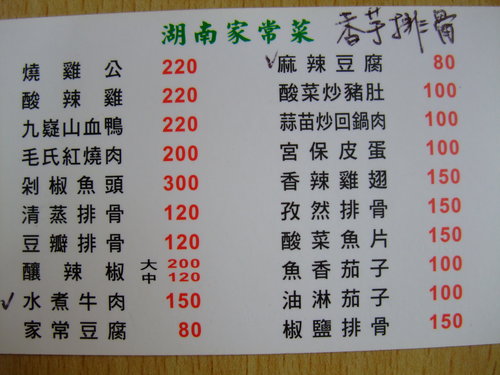 湖南家常菜 香芋排骨
燒雞公 220
酸辣雞 220
九嶷山血鴨 220
毛氏紅燒肉 200
剁椒魚頭 300
清蒸排骨 120
豆瓣排骨 120
釀辣椒 大 200 中 120
✓水煮牛肉 150
家常豆腐 80
✓麻辣豆腐 80
酸菜炒豬肚 100
蒜苗炒回鍋肉 100
宮保皮蛋 100
香辣雞翅 150
孜然排骨 150
酸菜魚片 150
魚香茄子 100
油淋茄子 100
椒鹽排骨 150